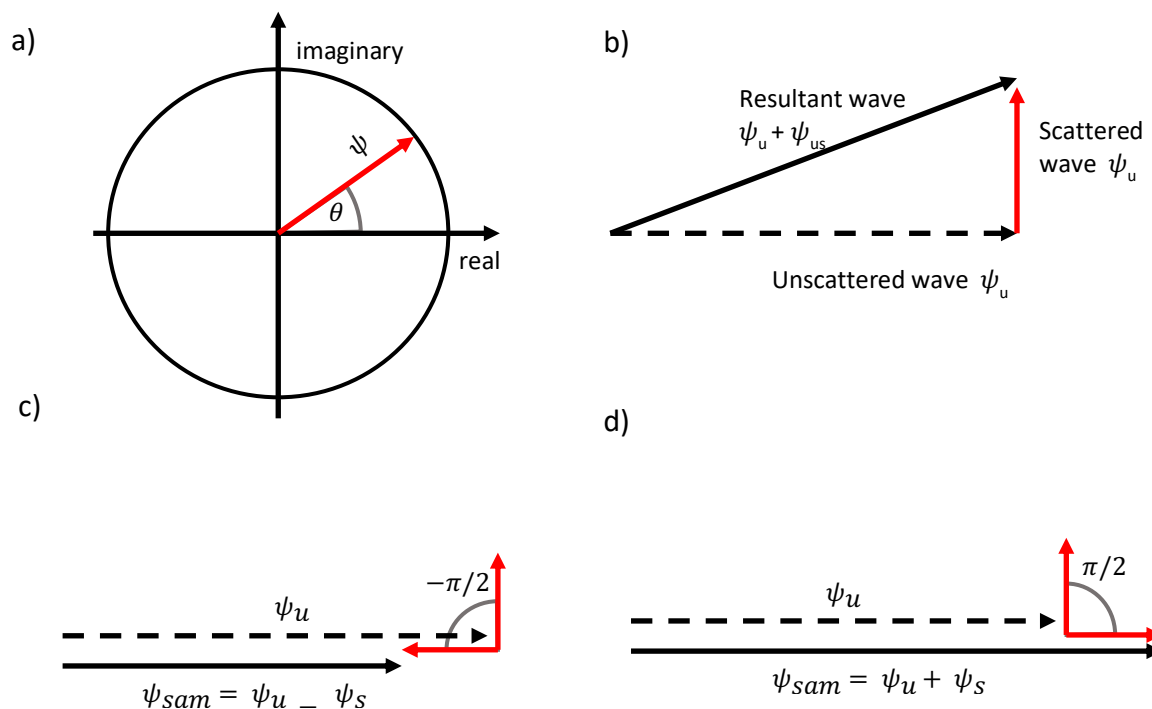 a)
imaginary
ψ
θ
real
b)
Resultant wave
ψu + ψus
Scattered
wave ψu
Unscattered wave ψu
c)
−π/2
ψu
ψsam = ψu _ ψs
d)
π/2
ψu
ψsam = ψu + ψs